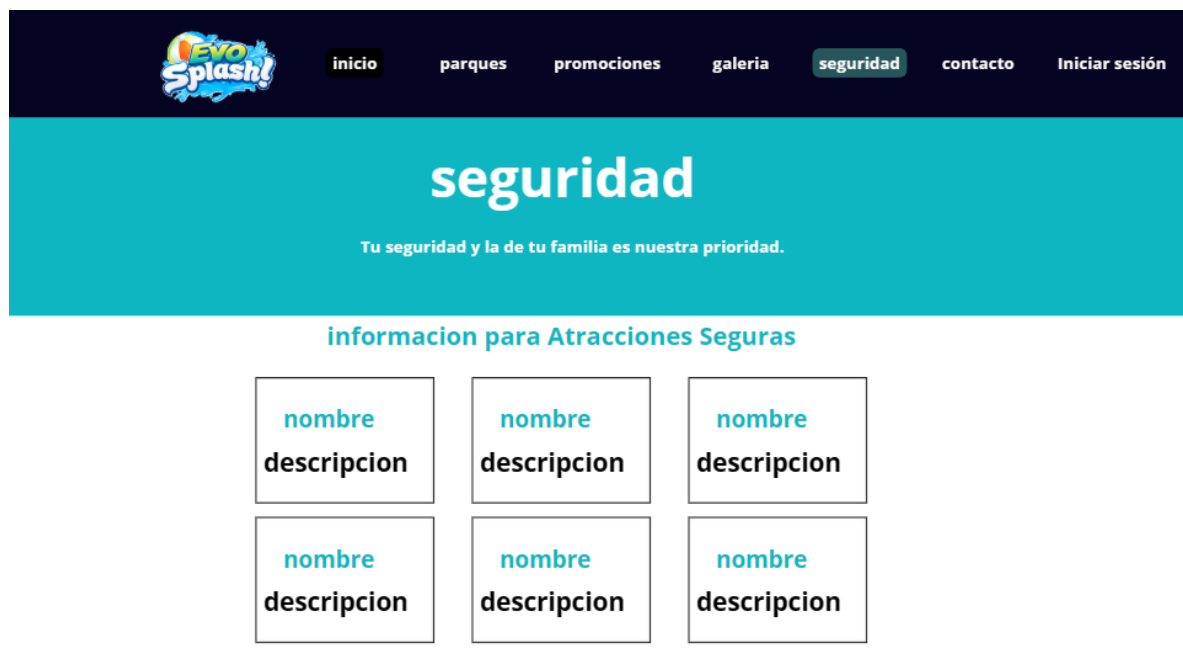 EVO
Splash!
inicio parques promociones galeria seguridad contacto Iniciar sesión
seguridad
Tu seguridad y la de tu familia es nuestra prioridad.
informacion para Atracciones Seguras
nombre nombre nombre
descripcion descripcion descripcion
nombre nombre nombre
descripcion descripcion descripcion